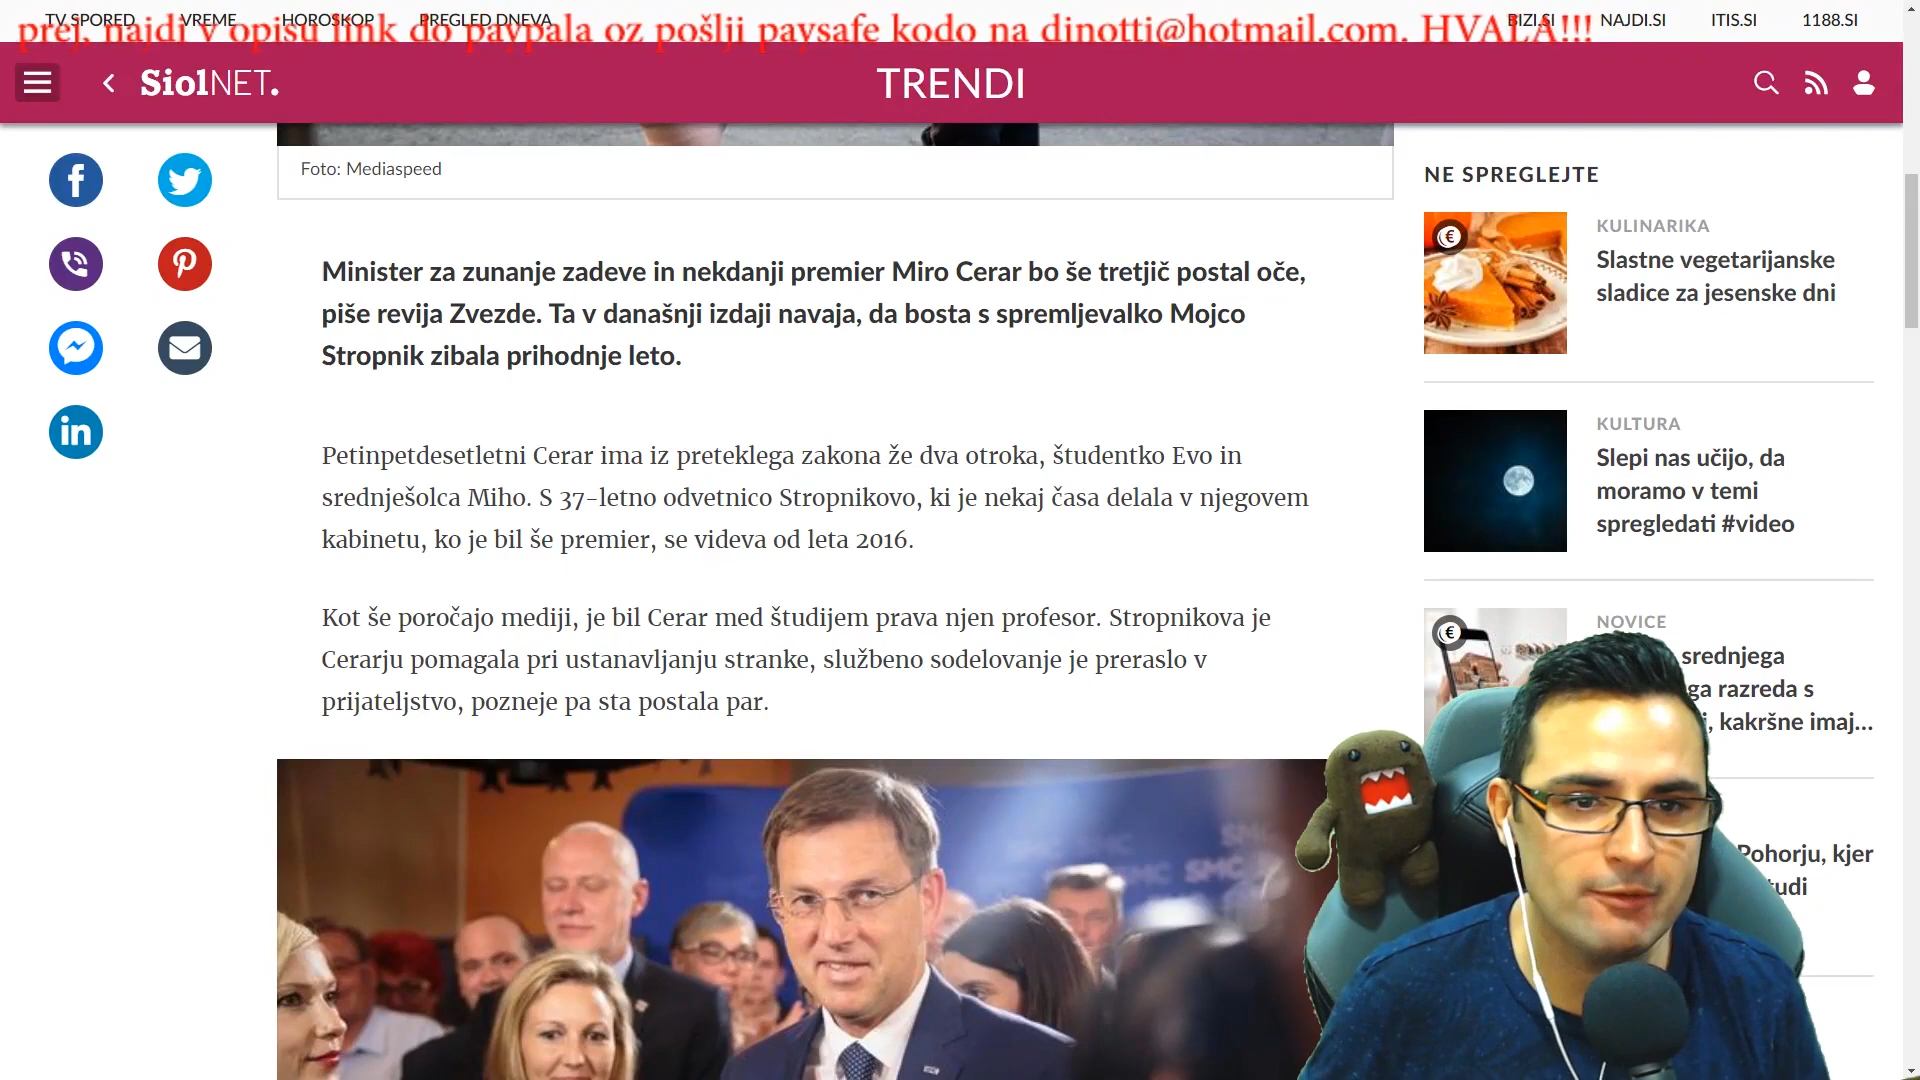 TV SPORED VREME HOROSKOP PREGLED DNEVA BIZI.SI NAJDI.SI ITIS.SI 1188.SI
prej, najdi v opisu link do paypala oz pošlji paysafe kodo na dinotti@hotmail.com. HVALA!!!
SiolNET. TRENDI
Foto: Mediaspeed
Minister za zunanje zadeve in nekdanji premier Miro Cerar bo še tretjič postal oče,
piše revija Zvezde. Ta v današnji izdaji navaja, da bosta s spremljevalko Mojco
Stropnik zibala prihodnje leto.
Petinpetdesetletni Cerar ima iz preteklega zakona že dva otroka, študentko Evo in
srednješolca Miho. S 37-letno odvetnico Stropnikovo, ki je nekaj časa delala v njegovem
kabinetu, ko je bil še premier, se videva od leta 2016.
Kot še poročajo mediji, je bil Cerar med študijem prava njen profesor. Stropnikova je
Cerarju pomagala pri ustanavljanju stranke, službeno sodelovanje je preraslo v
prijateljstvo, pozneje pa sta postala par.
SMC
SMC
NE SPREGLEJTE
KULINARIKA
Slastne vegetarijanske
sladice za jesenske dni
KULTURA
Slepi nas učijo, da
moramo v temi
spregledati #video
NOVICE
srednjega
razreda s
kakršne imaj...
Pohorju, kjer